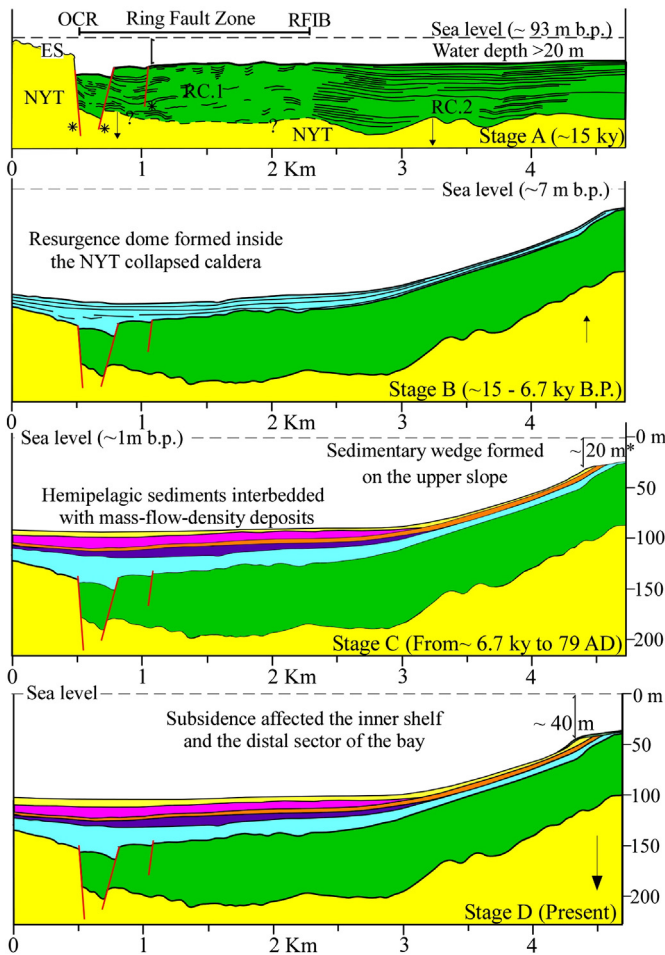 OCR Ring Fault Zone RFIB
Sea level (~ 93 m b.p.)
ES
Water depth >20 m
NYT
RC.1
RC.2
*
* *
? ?
NYT
Stage A (~15 ky)
0 1 2 Km 3 4
Sea level (~7 m b.p.)
Resurgence dome formed inside
the NYT collapsed caldera
Stage B (~15 - 6.7 ky B.P.)
0 1 2 Km 3 4
Sea level (~1m b.p.)
0 m
Sedimentary wedge formed
on the upper slope
~ 20 m*
Hemipelagic sediments interbedded
with mass-flow-density deposits
-50
-100
-150
-200
Stage C (From~ 6.7 ky to 79 AD)
0 1 2 Km 3 4
Sea level
0 m
Subsidence affected the inner shelf
and the distal sector of the bay
~ 40 m
-50
-100
-150
-200
Stage D (Present)
0 1 2 Km 3 4